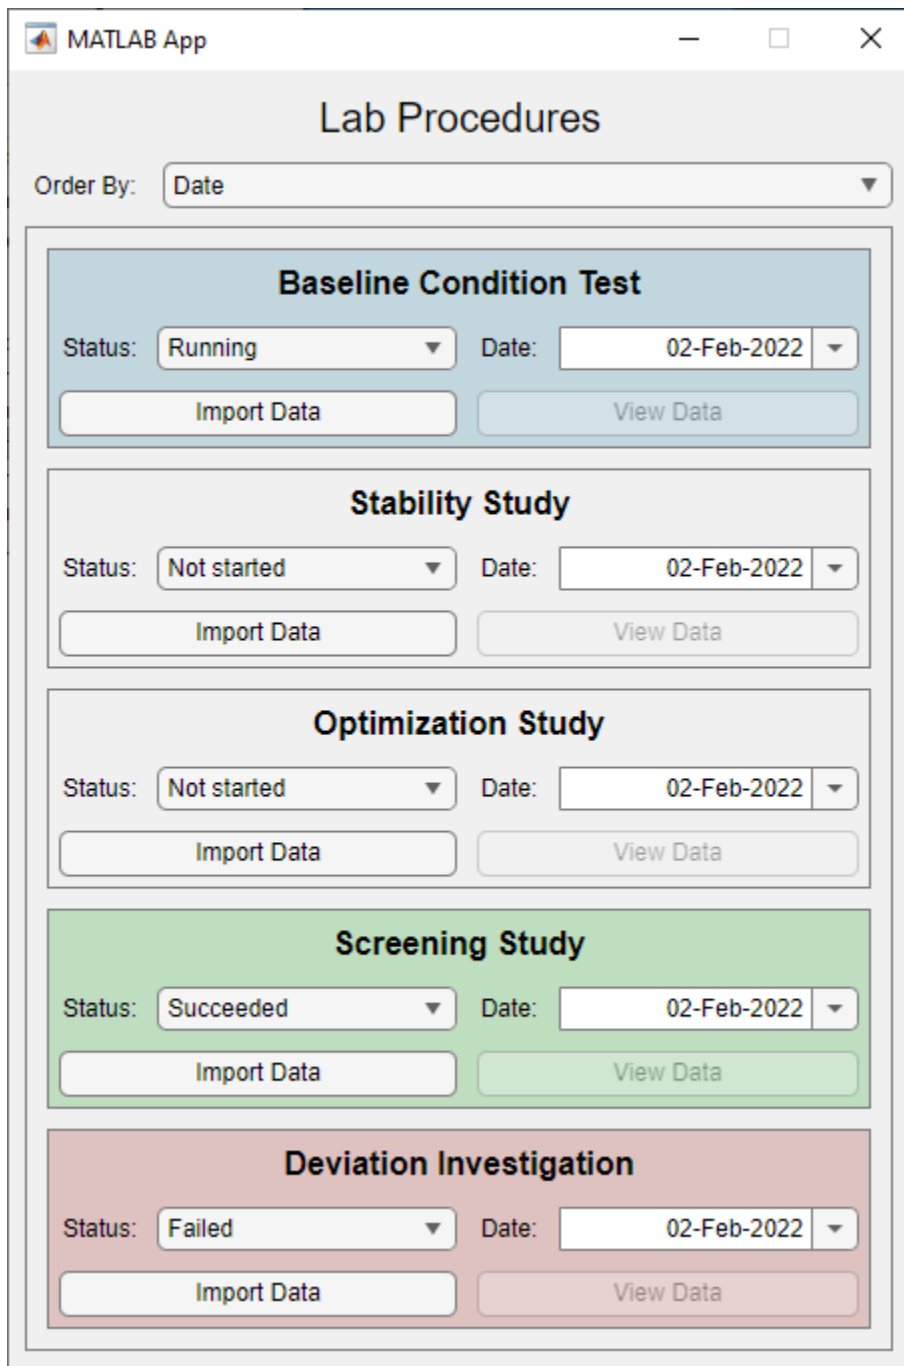 MATLAB App
Lab Procedures
Order By: Date
Baseline Condition Test
Status: Running Date: 02-Feb-2022
Import Data View Data
Stability Study
Status: Not started Date: 02-Feb-2022
Import Data View Data
Optimization Study
Status: Not started Date: 02-Feb-2022
Import Data View Data
Screening Study
Status: Succeeded Date: 02-Feb-2022
Import Data View Data
Deviation Investigation
Status: Failed Date: 02-Feb-2022
Import Data View Data